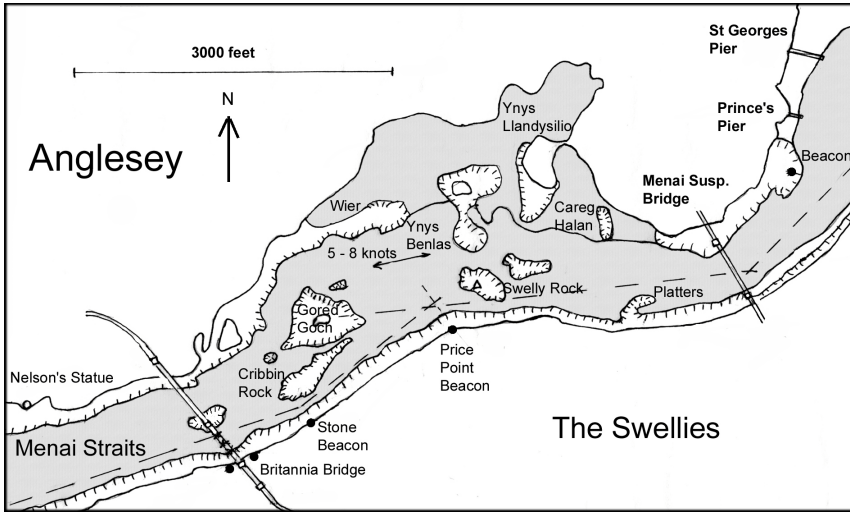 St Georges
Pier
3000 feet
N
Prince's
Pier
Ynys
Llandysilio
Anglesey
Beacon
Menai Susp.
Bridge
Wier
Careg
Halan
Ynys
Benlas
5 - 8 knots
Swelly Rock
Platters
Gored
Goch
Price
Point
Beacon
Cribbin
Rock
Nelson's Statue
Stone
Beacon
The Swellies
Menai Straits
Britannia Bridge